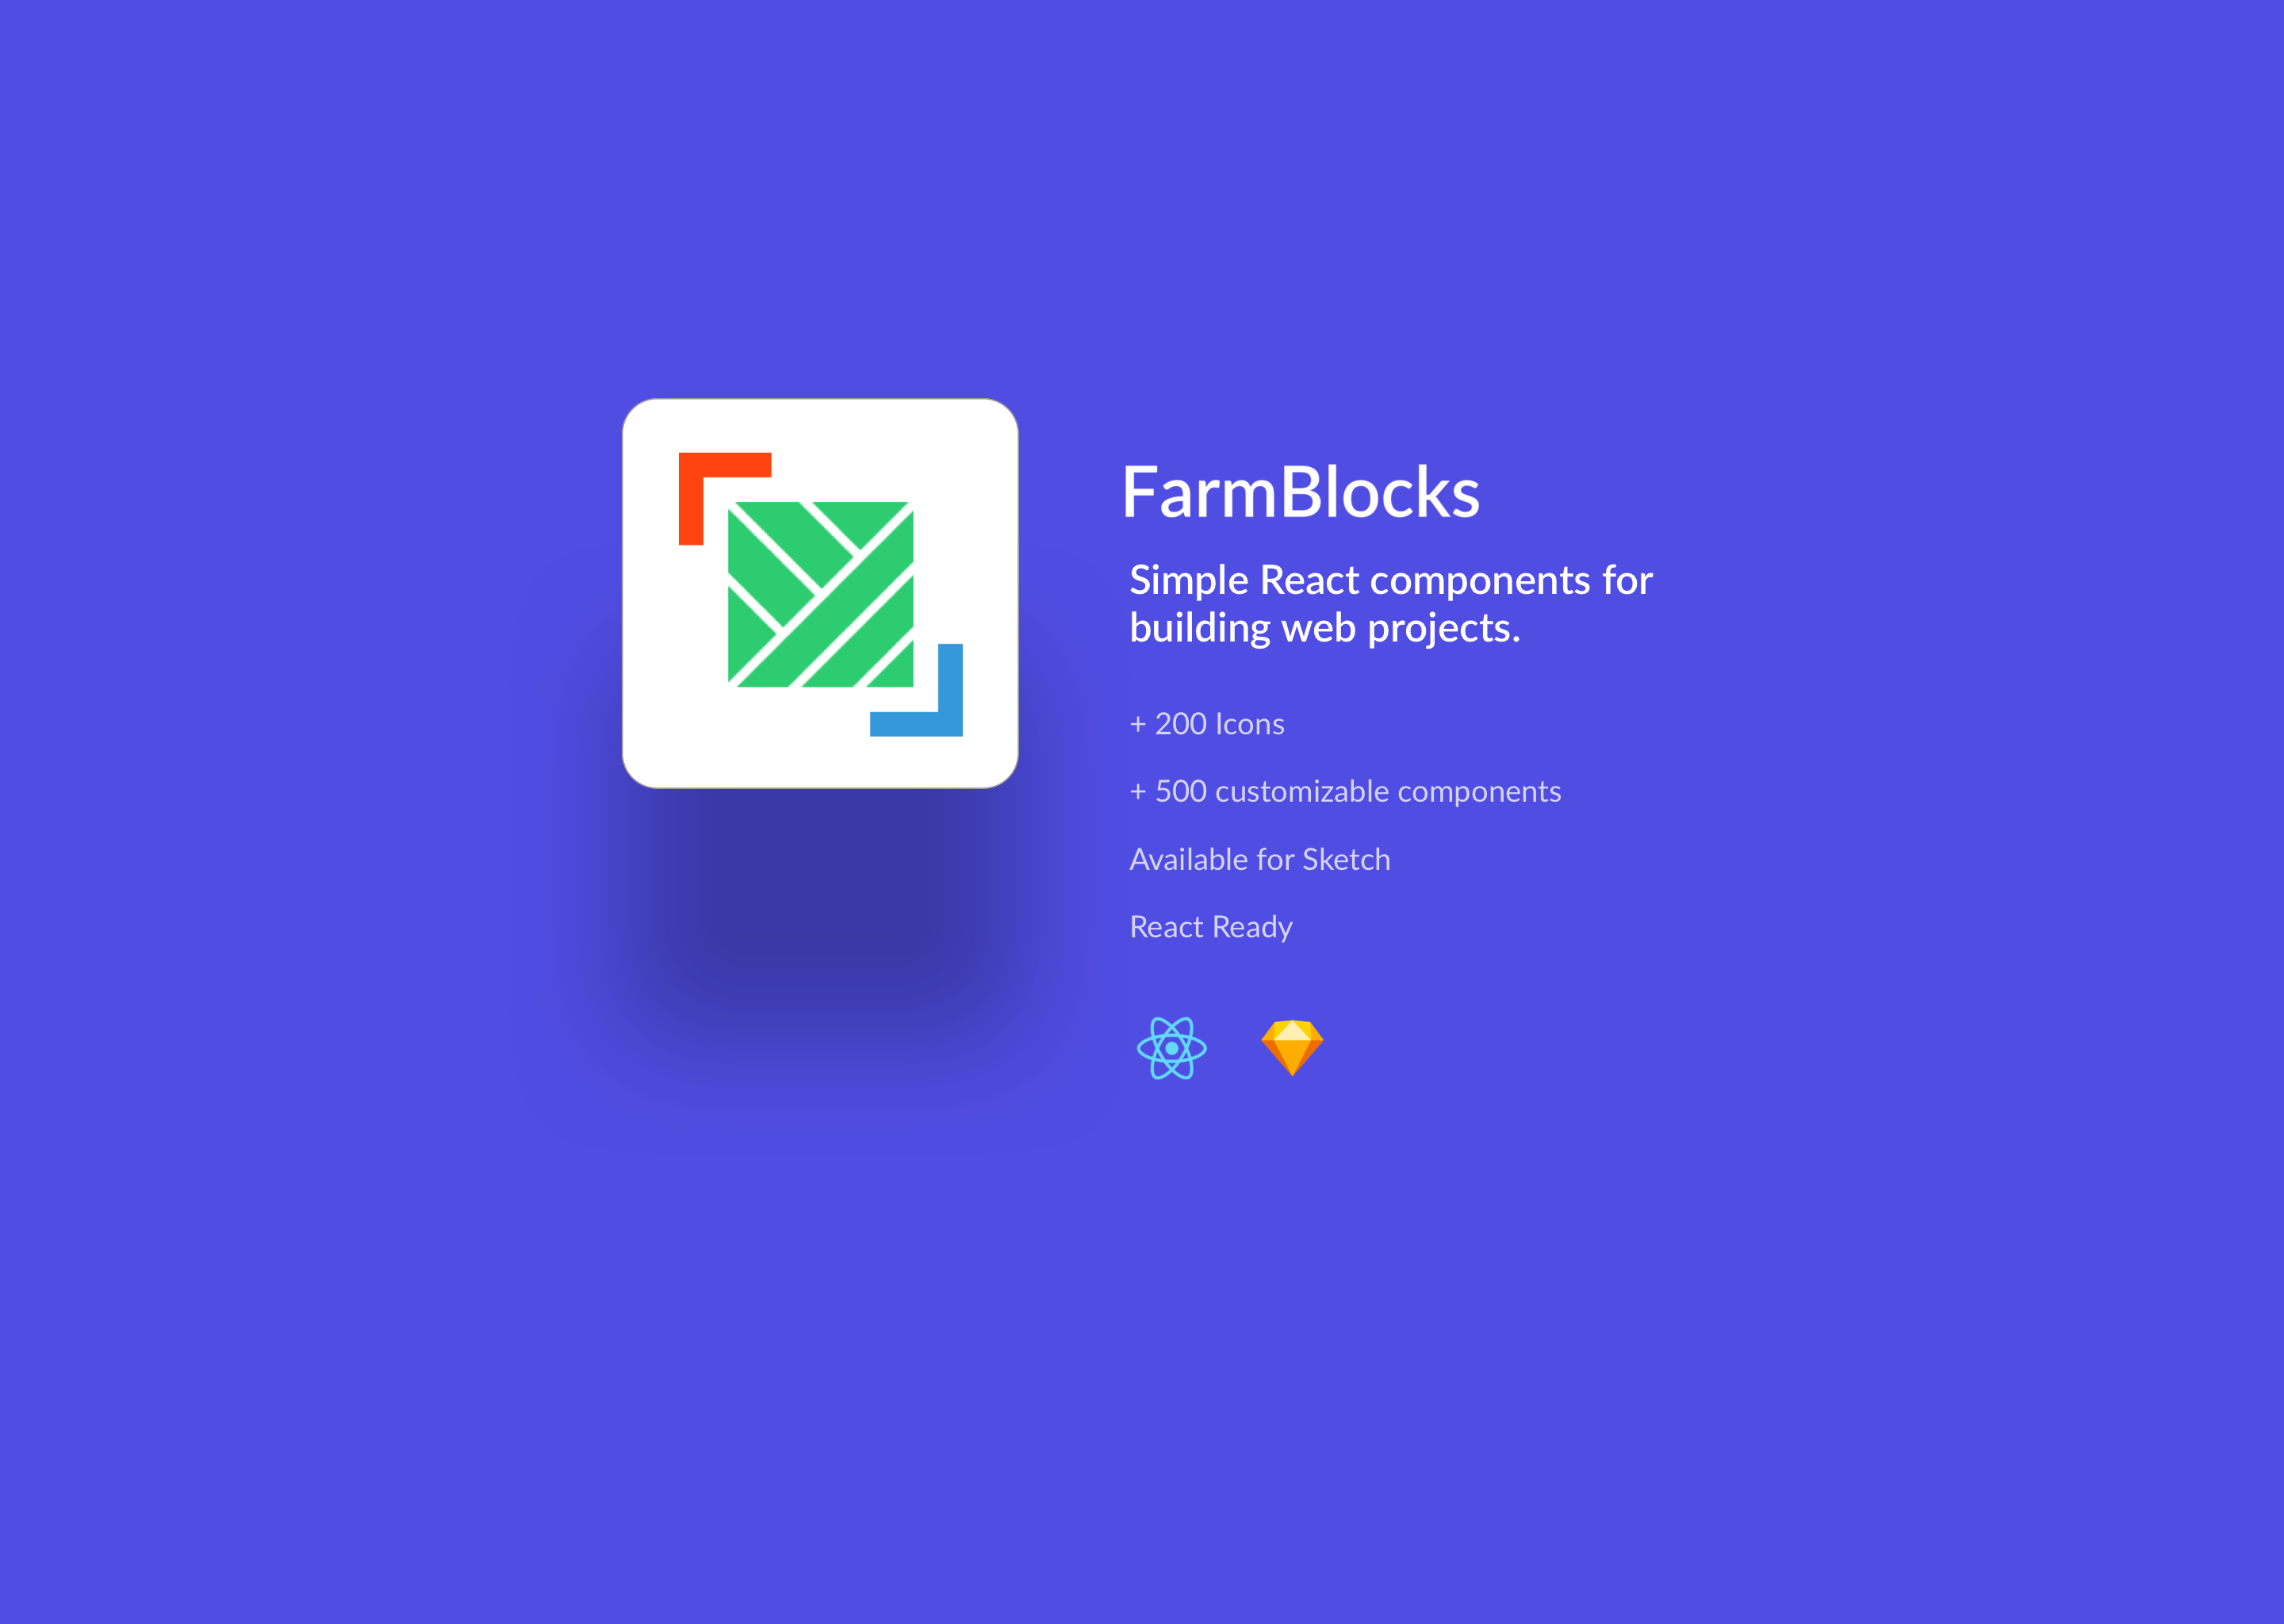 FarmBlocks
Simple React components for
building web projects.
+ 200 Icons
+ 500 customizable components
Available for Sketch
React Ready